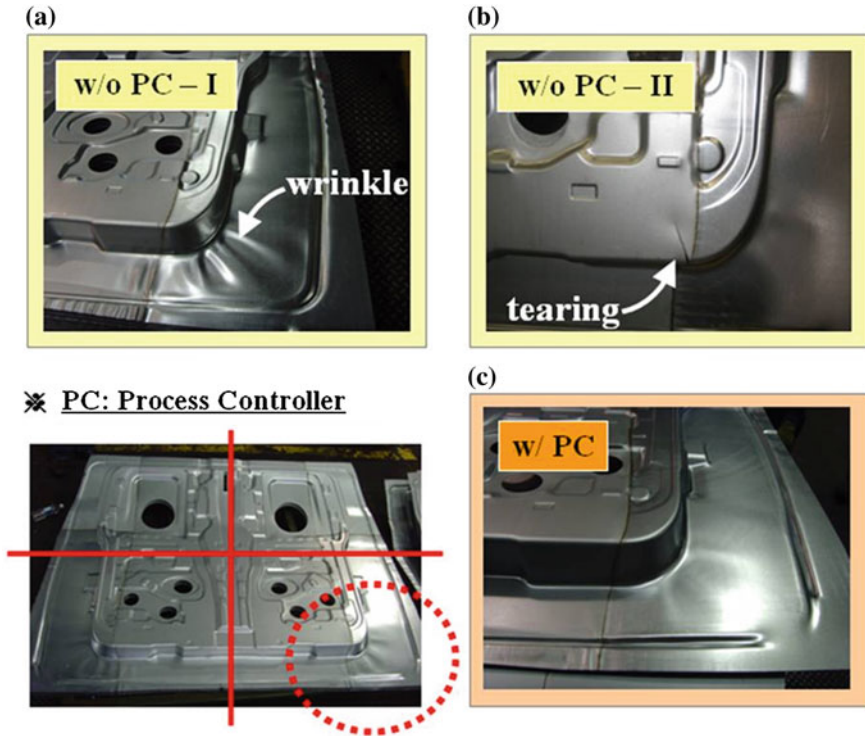 (a)
w/o PC – I
wrinkle
(b)
w/o PC – II
tearing
※ PC: Process Controller
(c)
w/ PC